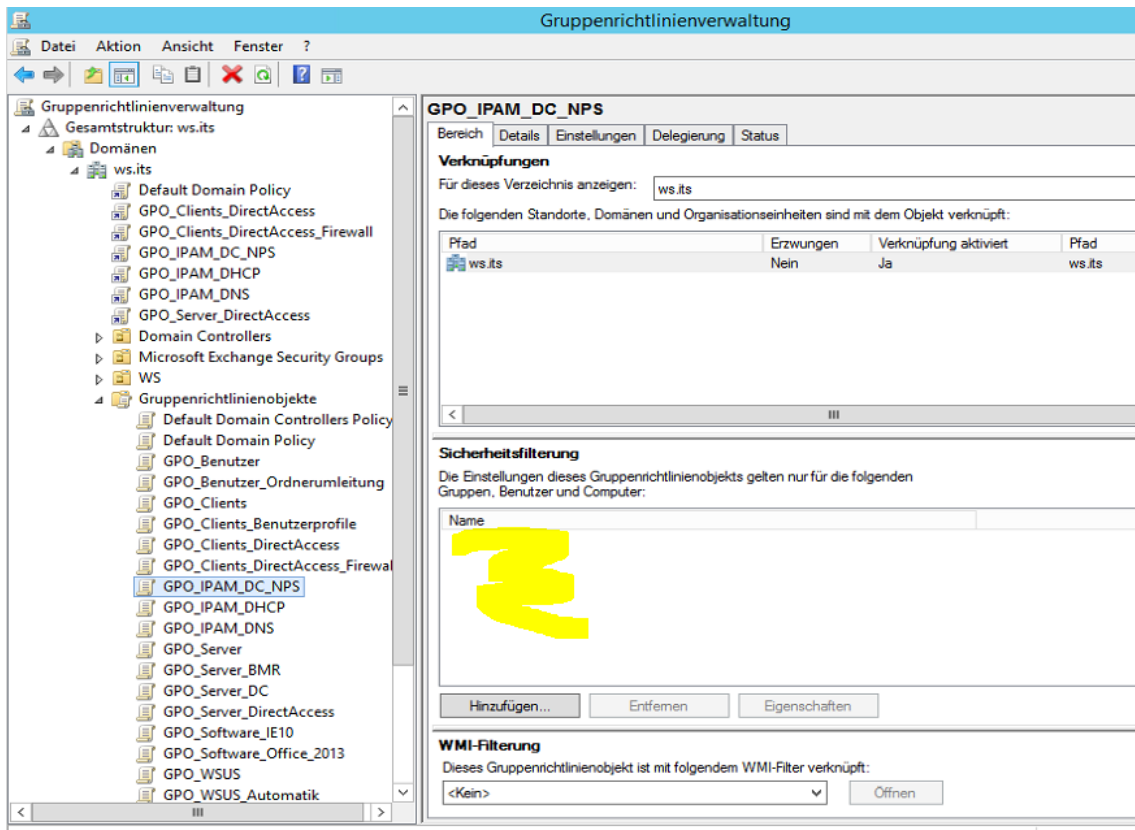 Gruppenrichtlinienverwaltung
Datei Aktion Ansicht Fenster ?
Gruppenrichtlinienverwaltung
Gesamtstruktur: ws.its
Domänen
ws.its
Default Domain Policy
GPO_Clients_DirectAccess
GPO_Clients_DirectAccess_Firewall
GPO_IPAM_DC_NPS
GPO_IPAM_DHCP
GPO_IPAM_DNS
GPO_Server_DirectAccess
Domain Controllers
Microsoft Exchange Security Groups
WS
Gruppenrichtlinienobjekte
Default Domain Controllers Policy
Default Domain Policy
GPO_Benutzer
GPO_Benutzer_Ordnerumleitung
GPO_Clients
GPO_Clients_Benutzerprofile
GPO_Clients_DirectAccess
GPO_Clients_DirectAccess_Firewal
GPO_IPAM_DC_NPS
GPO_IPAM_DHCP
GPO_IPAM_DNS
GPO_Server
GPO_Server_BMR
GPO_Server_DC
GPO_Server_DirectAccess
GPO_Software_IE10
GPO_Software_Office_2013
GPO_WSUS
GPO_WSUS_Automatik
GPO_IPAM_DC_NPS
Bereich Details Einstellungen Delegierung Status
Verknüpfungen
Für dieses Verzeichnis anzeigen: ws.its
Die folgenden Standorte, Domänen und Organisationseinheiten sind mit dem Objekt verknüpft:
Pfad Erzwungen Verknüpfung aktiviert Pfad
ws.its Nein Ja ws.its
Sicherheitsfilterung
Die Einstellungen dieses Gruppenrichtlinienobjekts gelten nur für die folgenden
Gruppen, Benutzer und Computer:
Name
Hinzufügen... Entfernen Eigenschaften
WMI-Filterung
Dieses Gruppenrichtlinienobjekt ist mit folgendem WMI-Filter verknüpft:
<Kein> Öffnen